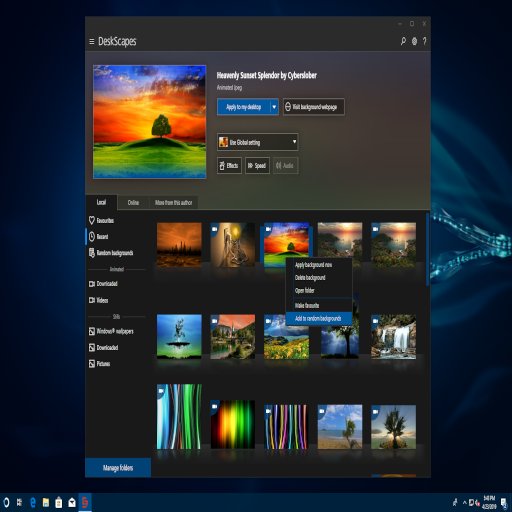 DeskScapes
?
Heavenly Sunset Splendor by Cyberslober
Animated Jpeg
Apply to my desktop
Visit background webpage
Use Global setting
Effects
Speed
Audio
Local
Online
More from this author
Favourites
Recent
Random backgrounds
Animated
Downloaded
Videos
Stills
Windows® wallpapers
Downloaded
Pictures
Apply background now
Delete background
Open folder
Make favourite
Add to random backgrounds
Manage folders
9:40 PM
4/23/2019